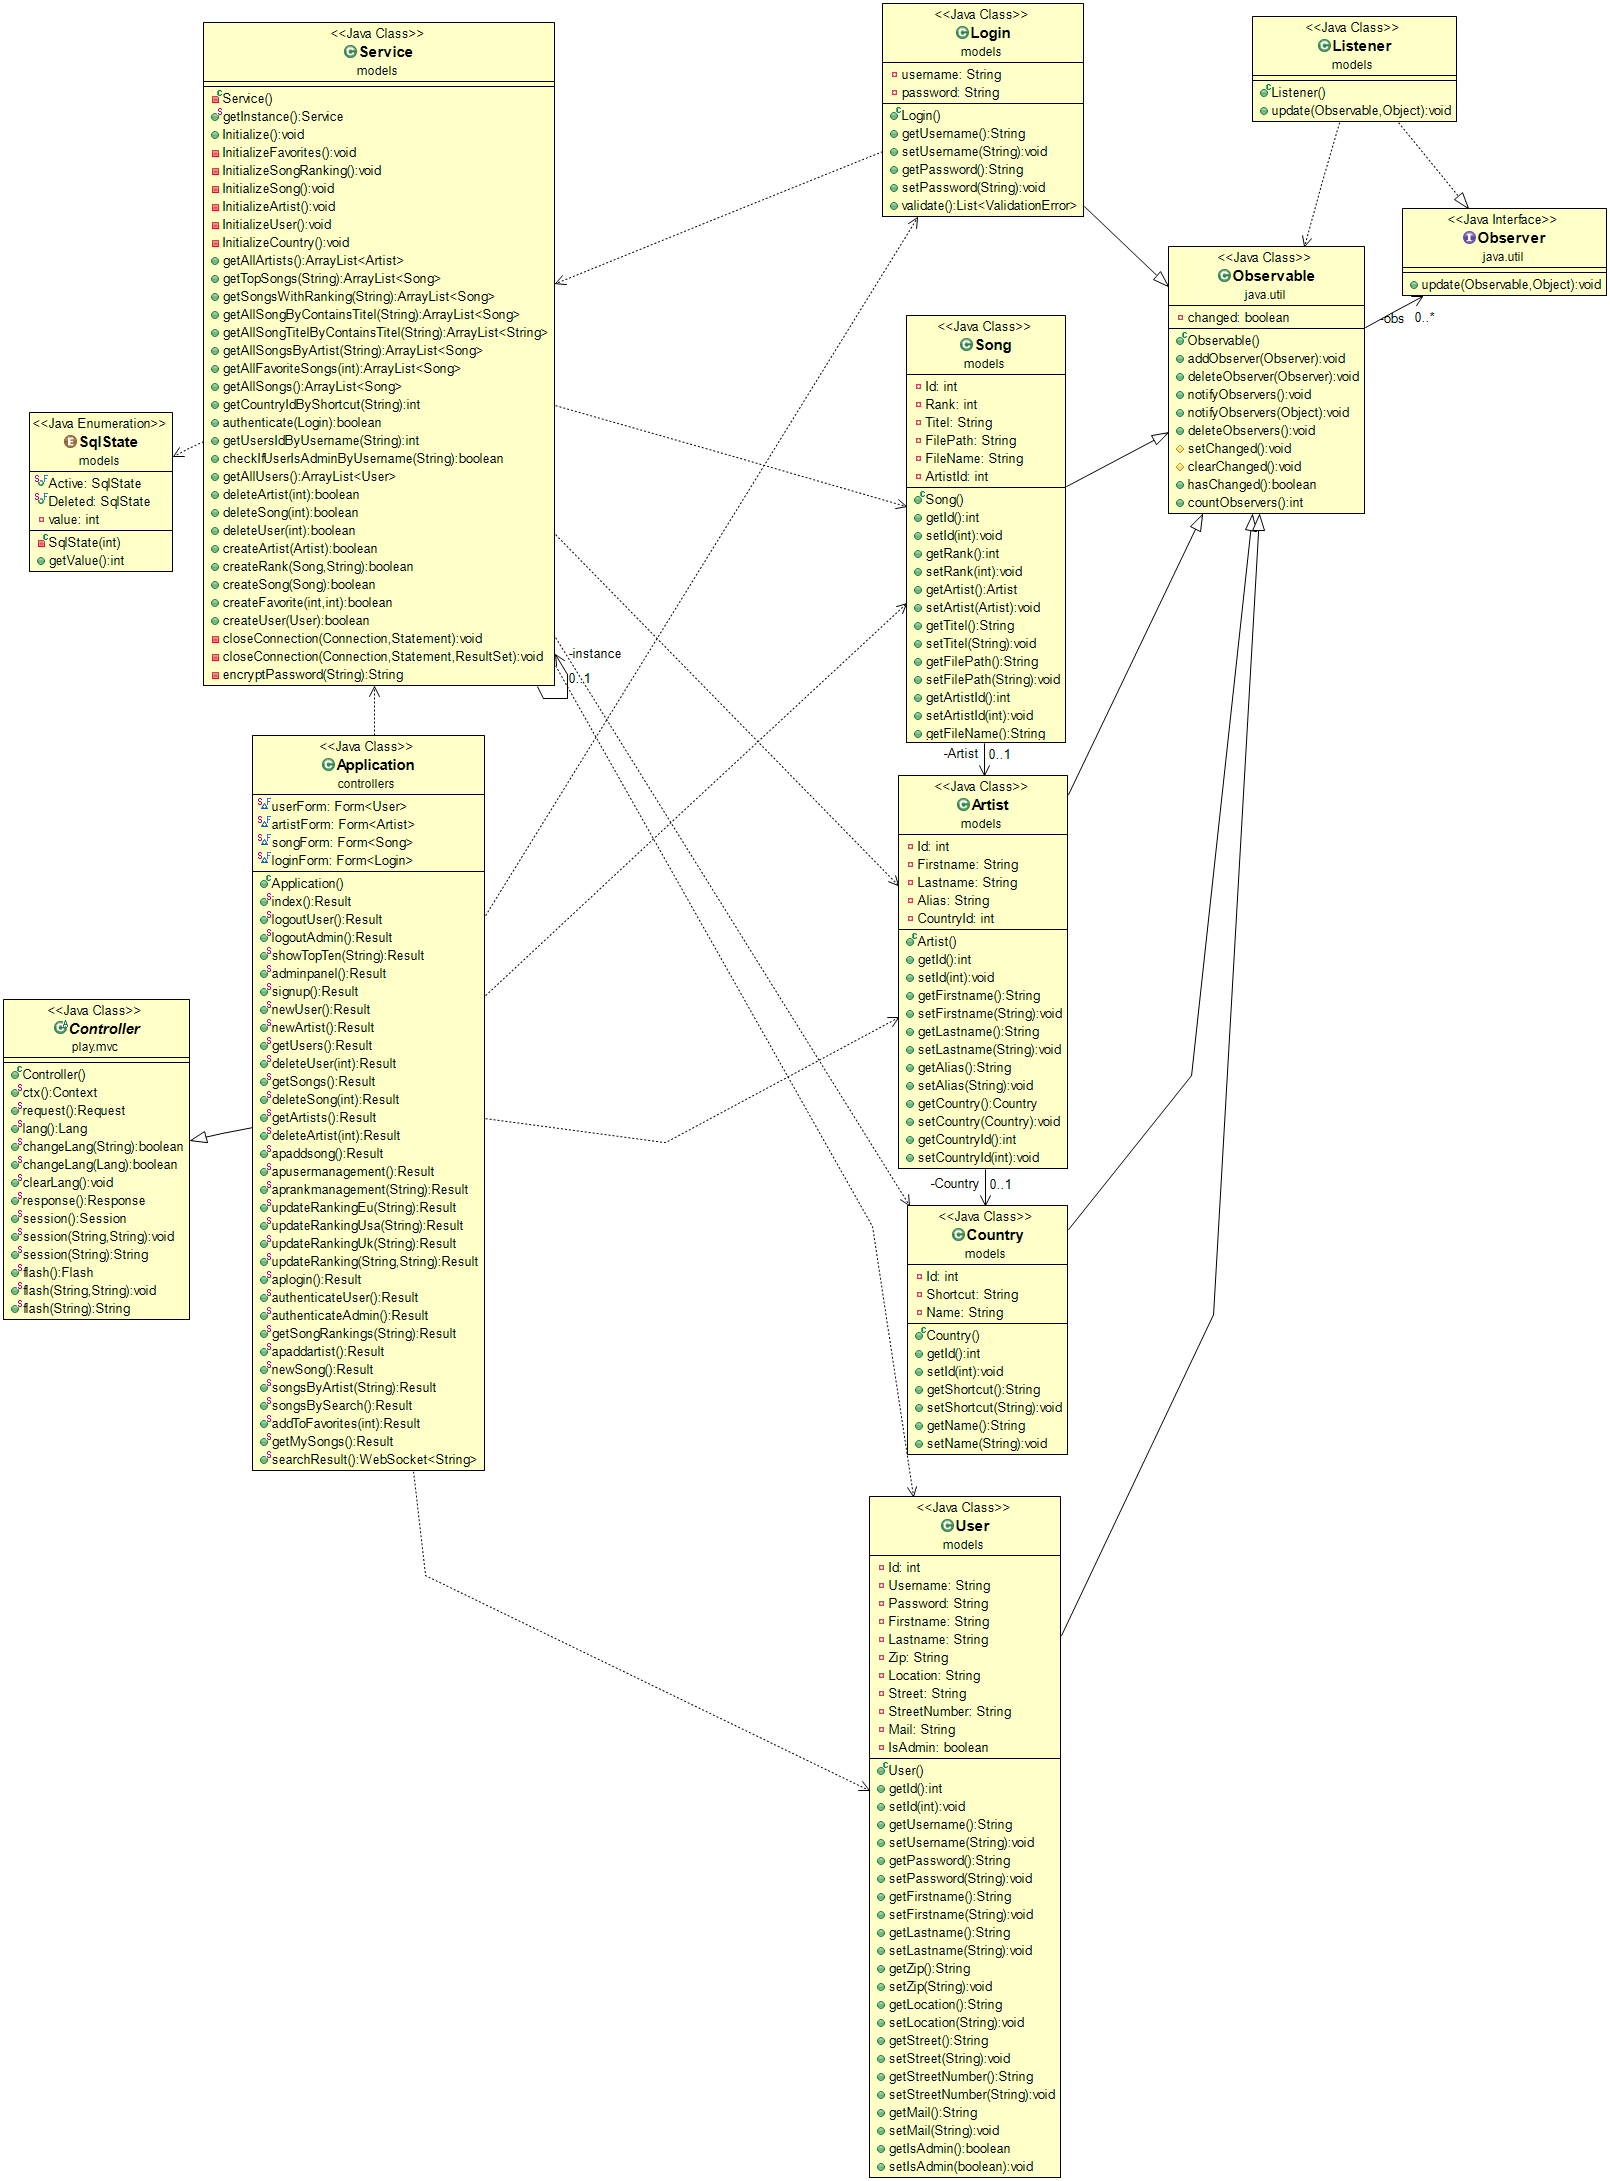 <<Java Class>>
Service
models
Service()
getInstance():Service
Initialize():void
InitializeFavorites():void
InitializeSongRanking():void
InitializeSong():void
InitializeArtist():void
InitializeUser():void
InitializeCountry():void
getAllArtists():ArrayList<Artist>
getTopSongs(String):ArrayList<Song>
getSongsWithRanking(String):ArrayList<Song>
getAllSongByContainsTitel(String):ArrayList<Song>
getAllSongTitelByContainsTitel(String):ArrayList<String>
getAllSongsByArtist(String):ArrayList<Song>
getAllFavoriteSongs(int):ArrayList<Song>
getAllSongs():ArrayList<Song>
getCountryIdByShortcut(String):int
authenticate(Login):boolean
getUsersIdByUsername(String):int
checkIfUserIsAdminByUsername(String):boolean
getAllUsers():ArrayList<User>
deleteArtist(int):boolean
deleteSong(int):boolean
deleteUser(int):boolean
createArtist(Artist):boolean
createRank(Song,String):boolean
createSong(Song):boolean
createFavorite(int,int):boolean
createUser(User):boolean
closeConnection(Connection,Statement):void
closeConnection(Connection,Statement,ResultSet):void
encryptPassword(String):String
-instance
0..1
<<Java Class>>
Login
models
username: String
password: String
Login()
getUsername():String
setUsername(String):void
getPassword():String
setPassword(String):void
validate():List<ValidationError>
<<Java Class>>
Listener
models
Listener()
update(Observable,Object):void
<<Java Interface>>
Observer
java.util
update(Observable,Object):void
<<Java Class>>
Observable
java.util
changed: boolean
Observable()
addObserver(Observer):void
deleteObserver(Observer):void
notifyObservers():void
notifyObservers(Object):void
deleteObservers():void
setChanged():void
clearChanged():void
hasChanged():boolean
countObservers():int
-obs 0..*
<<Java Class>>
Song
models
Id: int
Rank: int
Titel: String
FilePath: String
FileName: String
ArtistId: int
Song()
getId():int
setId(int):void
getRank():int
setRank(int):void
getArtist():Artist
setArtist(Artist):void
getTitel():String
setTitel(String):void
getFilePath():String
setFilePath(String):void
getArtistId():int
setArtistId(int):void
getFileName():String
-Artist 0..1
<<Java Enumeration>>
SqlState
models
Active: SqlState
Deleted: SqlState
value: int
SqlState(int)
getValue():int
<<Java Class>>
Application
controllers
userForm: Form<User>
artistForm: Form<Artist>
songForm: Form<Song>
loginForm: Form<Login>
Application()
index():Result
logoutUser():Result
logoutAdmin():Result
showTopTen(String):Result
adminpanel():Result
signup():Result
newUser():Result
newArtist():Result
getUsers():Result
deleteUser(int):Result
getSongs():Result
deleteSong(int):Result
getArtists():Result
deleteArtist(int):Result
apaddsong():Result
apusermanagement():Result
aprankmanagement(String):Result
updateRankingEu(String):Result
updateRankingUsa(String):Result
updateRankingUk(String):Result
updateRanking(String,String):Result
aplogin():Result
authenticateUser():Result
authenticateAdmin():Result
getSongRankings(String):Result
apaddartist():Result
newSong():Result
songsByArtist(String):Result
songsBySearch():Result
addToFavorites(int):Result
getMySongs():Result
searchResult():WebSocket<String>
<<Java Class>>
Controller
play.mvc
Controller()
ctx():Context
request():Request
lang():Lang
changeLang(String):boolean
changeLang(Lang):boolean
clearLang():void
response():Response
session():Session
session(String,String):void
session(String):String
flash():Flash
flash(String,String):void
flash(String):String
<<Java Class>>
Artist
models
Id: int
Firstname: String
Lastname: String
Alias: String
CountryId: int
Artist()
getId():int
setId(int):void
getFirstname():String
setFirstname(String):void
getLastname():String
setLastname(String):void
getAlias():String
setAlias(String):void
getCountry():Country
setCountry(Country):void
getCountryId():int
setCountryId(int):void
-Country 0..1
<<Java Class>>
Country
models
Id: int
Shortcut: String
Name: String
Country()
getId():int
setId(int):void
getShortcut():String
setShortcut(String):void
getName():String
setName(String):void
<<Java Class>>
User
models
Id: int
Username: String
Password: String
Firstname: String
Lastname: String
Zip: String
Location: String
Street: String
StreetNumber: String
Mail: String
IsAdmin: boolean
User()
getId():int
setId(int):void
getUsername():String
setUsername(String):void
getPassword():String
setPassword(String):void
getFirstname():String
setFirstname(String):void
getLastname():String
setLastname(String):void
getZip():String
setZip(String):void
getLocation():String
setLocation(String):void
getStreet():String
setStreet(String):void
getStreetNumber():String
setStreetNumber(String):void
getMail():String
setMail(String):void
getIsAdmin():boolean
setIsAdmin(boolean):void